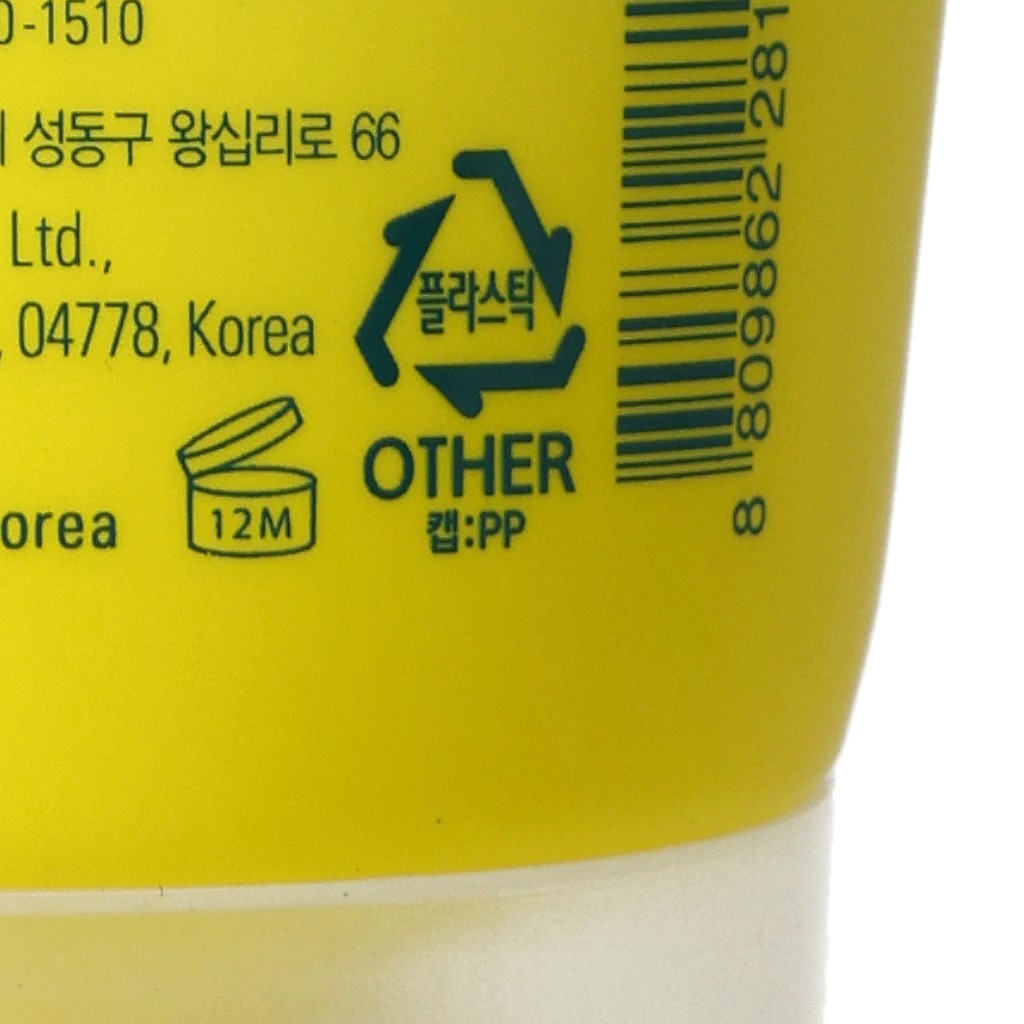 0-1510
성동구 왕십리로 66
Ltd.,
, 04778, Korea
플라스틱
OTHER
캡:PP
12M
orea
8 809862 281